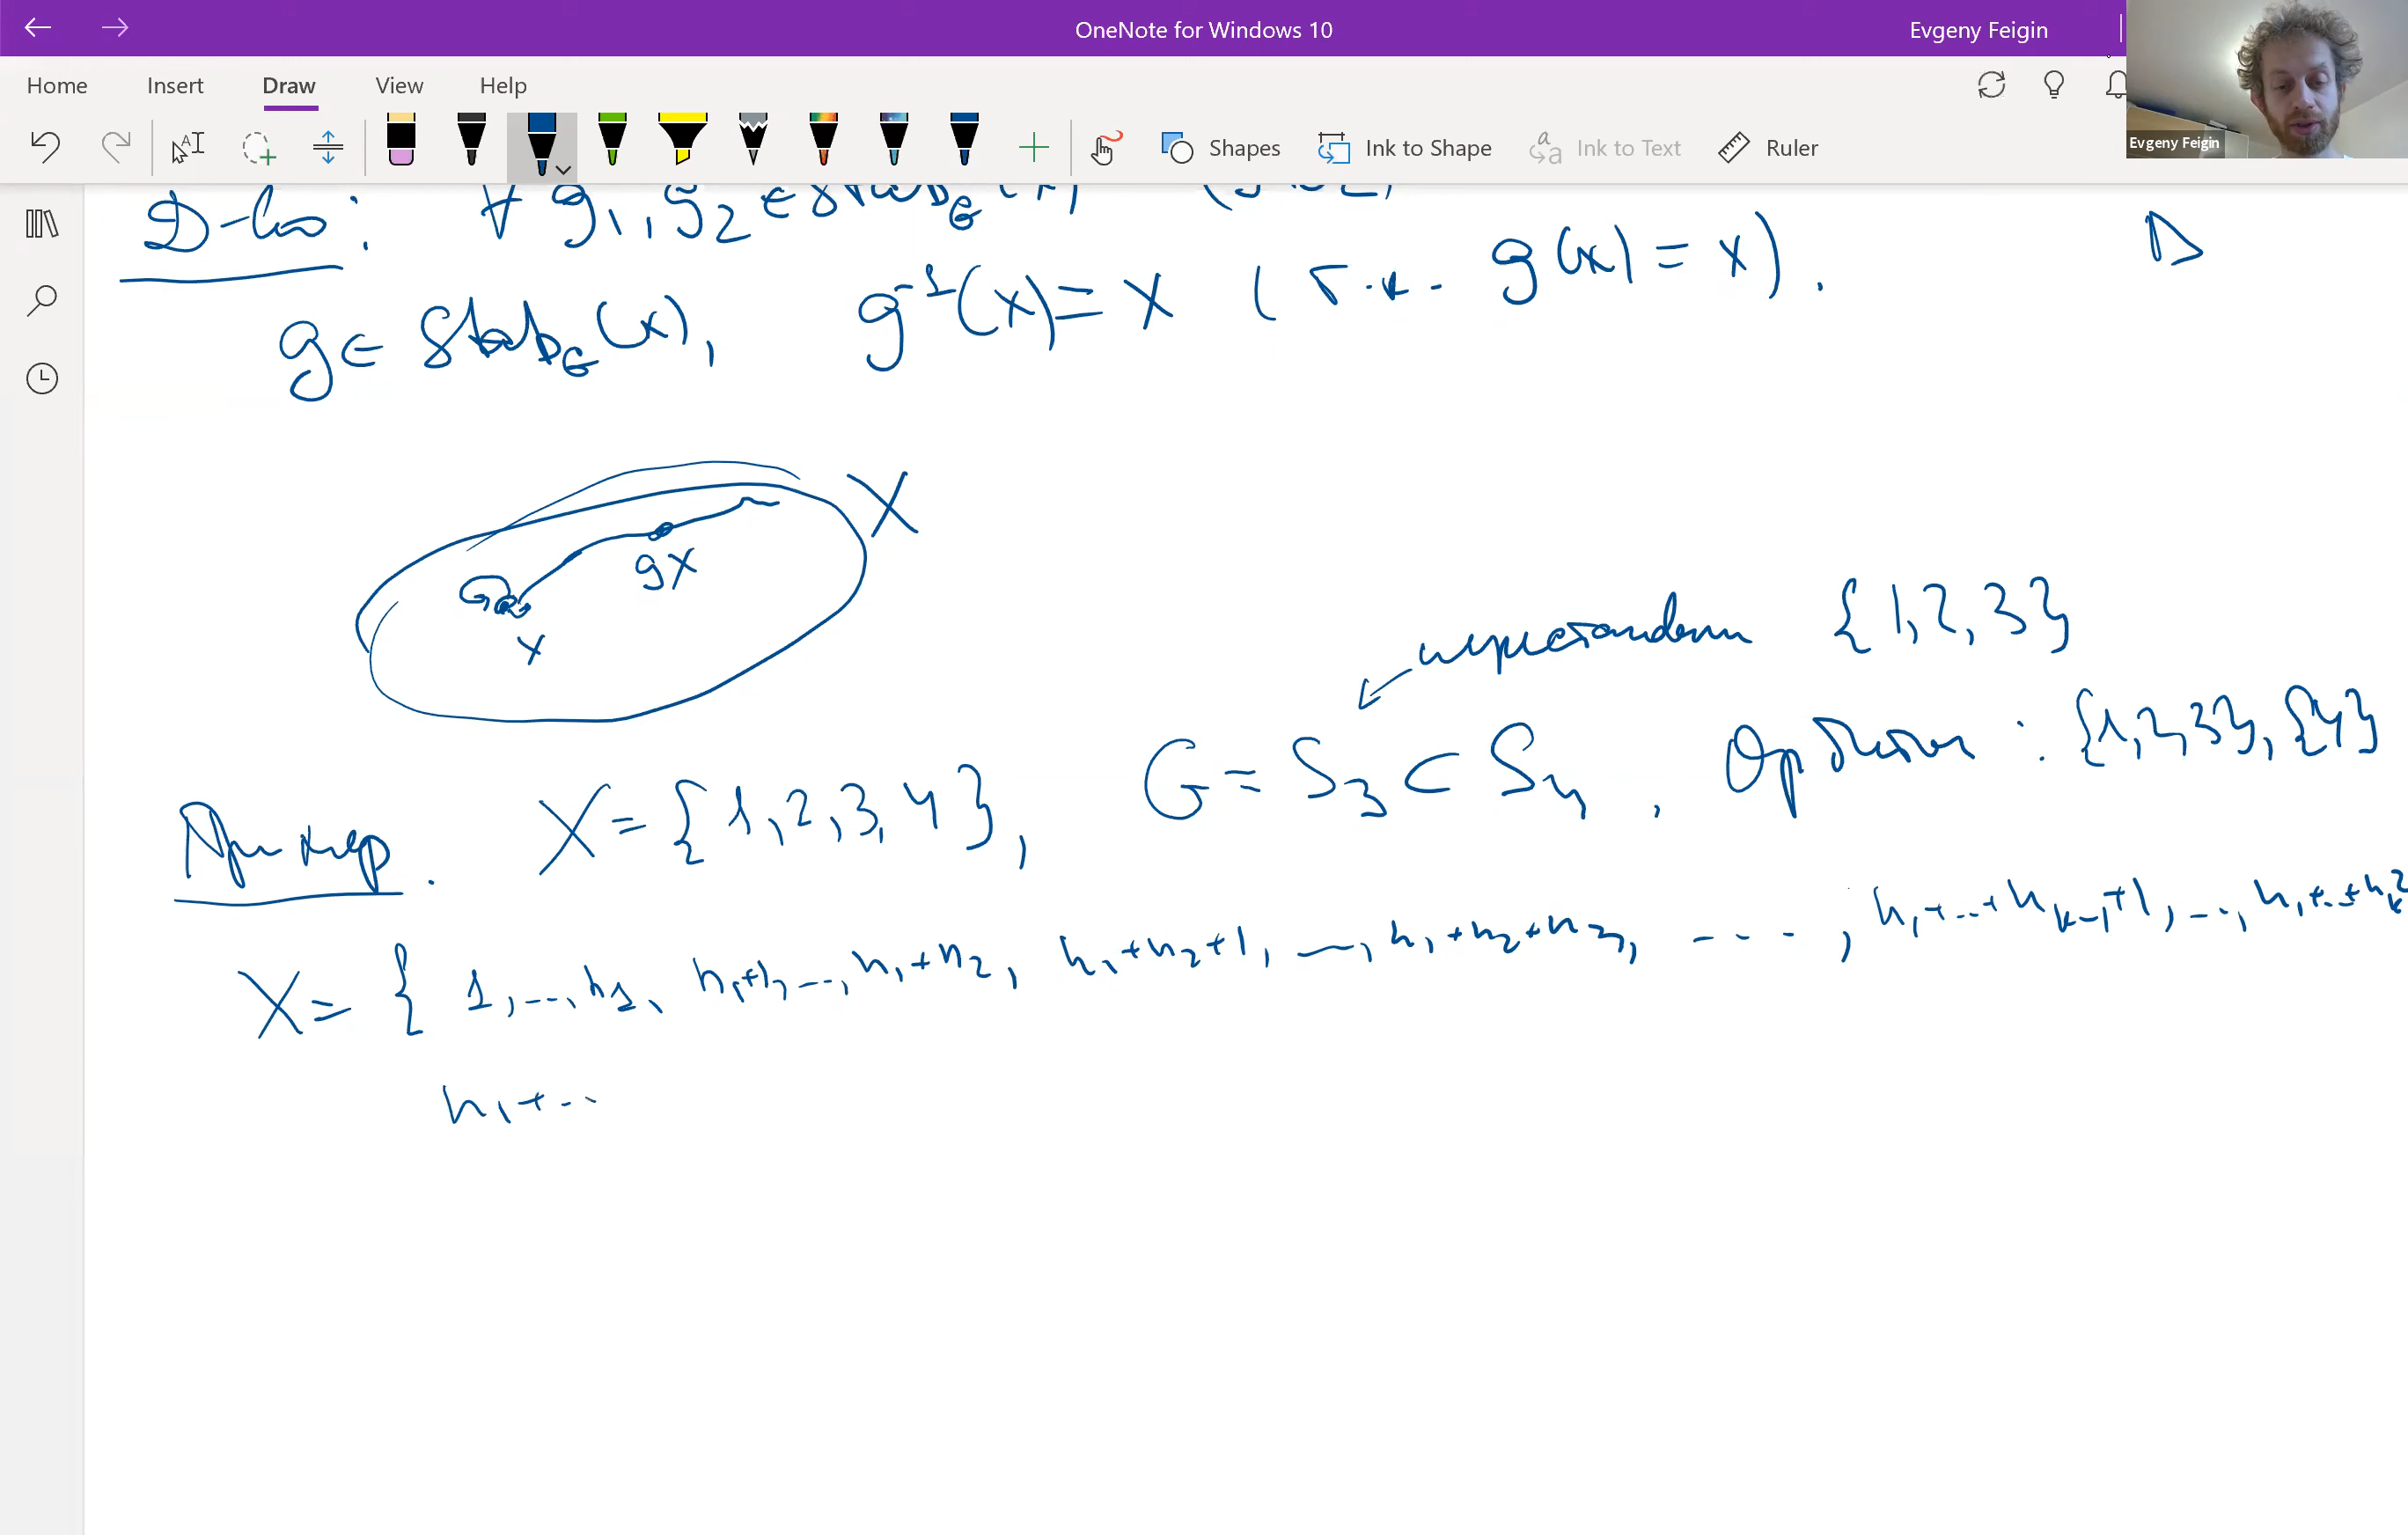 OneNote for Windows 10
Evgeny Feigin
Home Insert Draw View Help
Shapes Ink to Shape Ink to Text Ruler
Evgeny Feigin
Д-во: ∀ g₁, g₂ ∈ Stab_G(x)
g ∈ Stab_G(x), g⁻¹(x) = x (т.к. g(x) = x).
X
gx
x
переставляет {1,2,3}
Пример. X = {1,2,3,4}, G = S₃ ⊂ S₄, Орбиты: {1,2,3}, {4}
X = { 1,...,n₁, n₁+1,...,n₁+n₂, n₁+n₂+1, ..., n₁+n₂+n₃, ...., n₁+...+n_{k-1}+1,...,n₁+...+n_k}
n₁+...